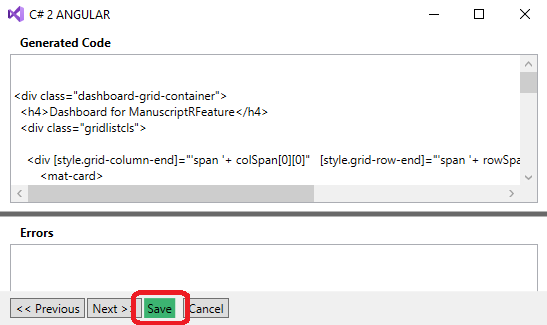 C# 2 ANGULAR
Generated Code
<div class="dashboard-grid-container">
<h4>Dashboard for ManuscriptRFeature</h4>
<div class="gridlistcls">
<div [style.grid-column-end]="'span '+ colSpan[0][0]" [style.grid-row-end]="'span '+ rowSpa
<mat-card>
Errors
<< Previous Next > Save Cancel